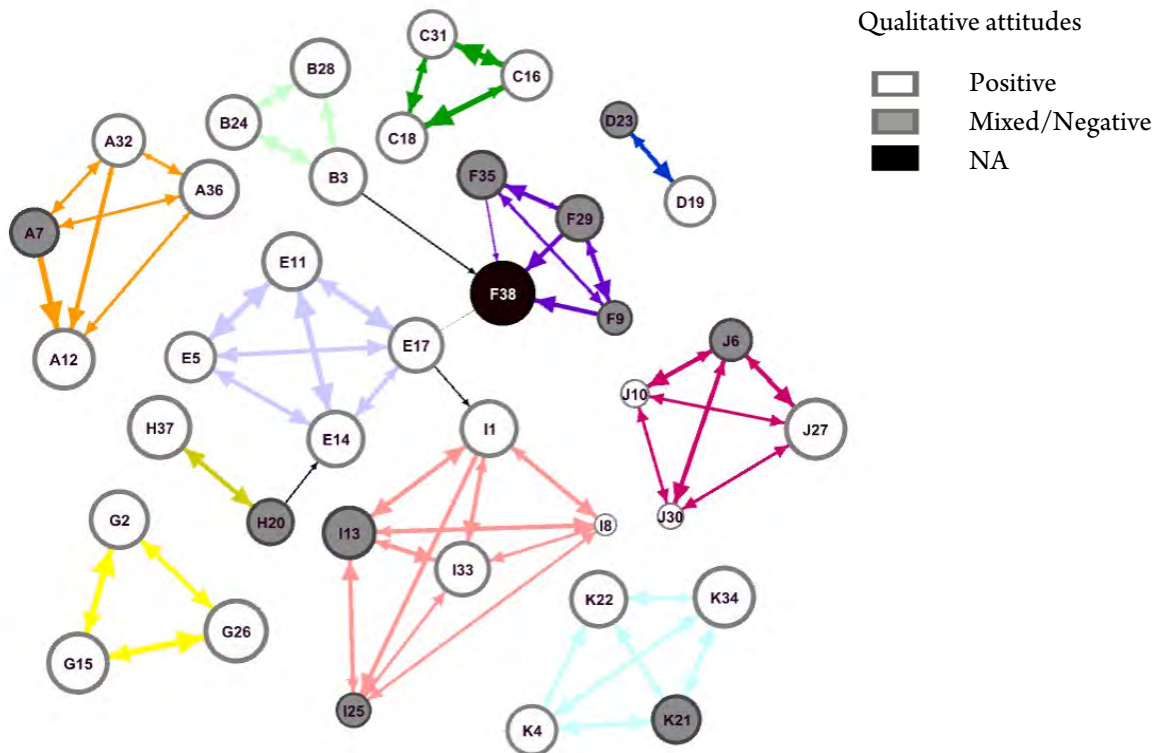 Qualitative attitudes
Positive
Mixed/Negative
NA
C31
C16
C18
B28
B24
B3
D23
D19
A32
A36
A7
A12
F35
F29
F38
F9
E11
E5
E17
E14
J6
J10
J27
J30
H37
H20
I1
I13
I8
I33
I25
G2
G26
G15
K22
K34
K4
K21